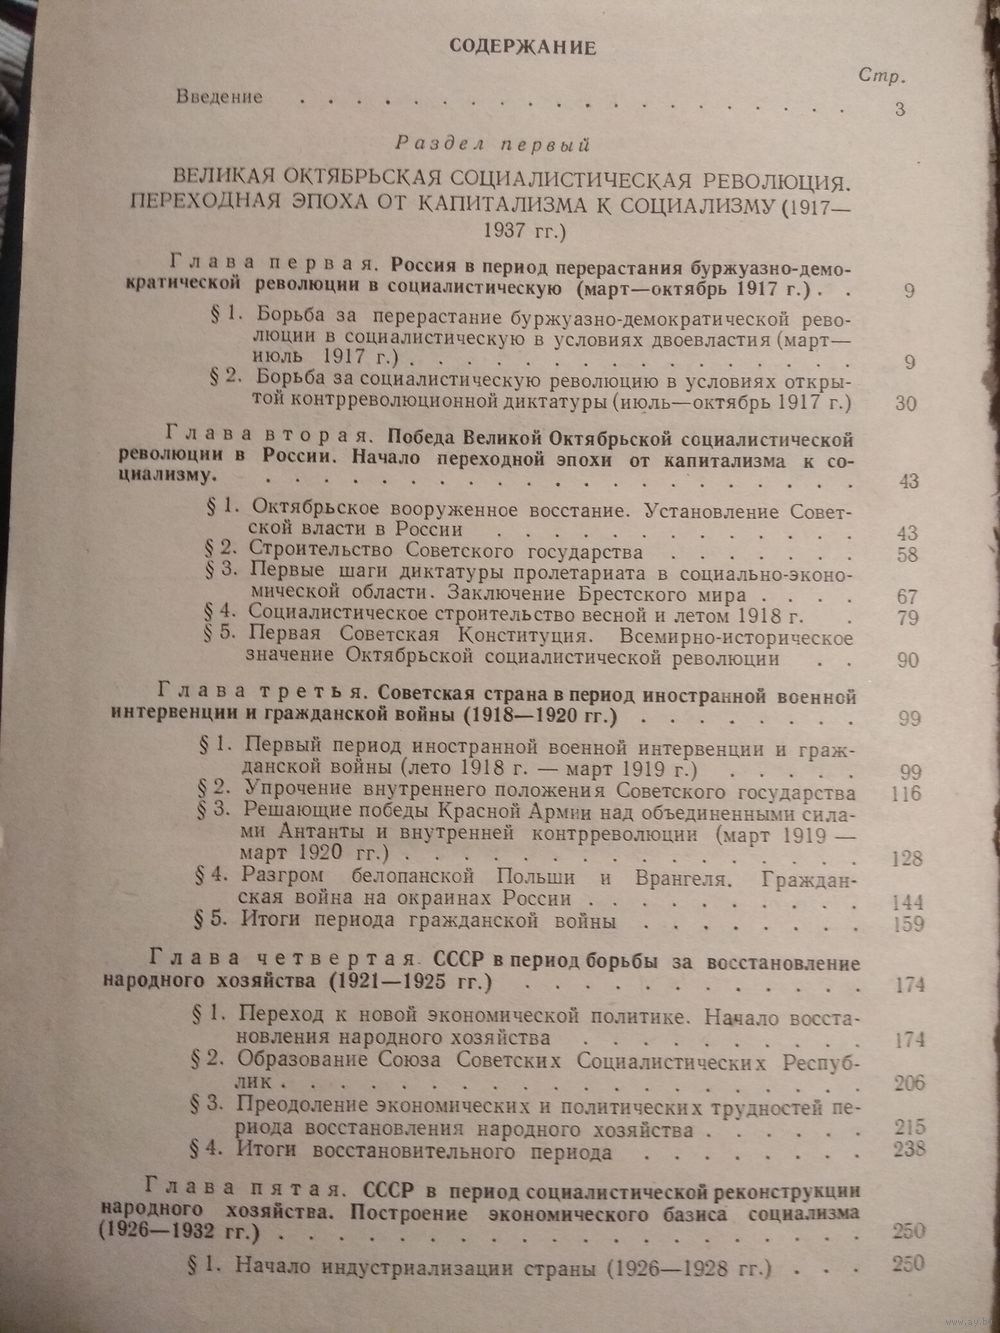 СОДЕРЖАНИЕ
Стр.
Введение . . . . . . . . . . . . . . . . . . . . 3
Раздел первый
ВЕЛИКАЯ ОКТЯБРЬСКАЯ СОЦИАЛИСТИЧЕСКАЯ РЕВОЛЮЦИЯ.
ПЕРЕХОДНАЯ ЭПОХА ОТ КАПИТАЛИЗМА К СОЦИАЛИЗМУ (1917—
1937 гг.)
Глава первая. Россия в период перерастания буржуазно-демо-
кратической революции в социалистическую (март—октябрь 1917 г.) . . 9
§ 1. Борьба за перерастание буржуазно-демократической рево-
люции в социалистическую в условиях двоевластия (март—
июль 1917 г.) . . . . . . . . . . . . . . . . 9
§ 2. Борьба за социалистическую революцию в условиях откры-
той контрреволюционной диктатуры (июль—октябрь 1917 г.) 30
Глава вторая. Победа Великой Октябрьской социалистической
революции в России. Начало переходной эпохи от капитализма к со-
циализму. . . . . . . . . . . . . . . . . . . . . . 43
§ 1. Октябрьское вооруженное восстание. Установление Совет-
ской власти в России . . . . . . . . . . . . . 43
§ 2. Строительство Советского государства . . . . . . . 58
§ 3. Первые шаги диктатуры пролетариата в социально-эконо-
мической области. Заключение Брестского мира . . . . 67
§ 4. Социалистическое строительство весной и летом 1918 г. . 79
§ 5. Первая Советская Конституция. Всемирно-историческое
значение Октябрьской социалистической революции . . 90
Глава третья. Советская страна в период иностранной военной
интервенции и гражданской войны (1918—1920 гг.) . . . . . . . . 99
§ 1. Первый период иностранной военной интервенции и граж-
данской войны (лето 1918 г. — март 1919 г.) . . . . . 99
§ 2. Упрочение внутреннего положения Советского государства 116
§ 3. Решающие победы Красной Армии над объединенными сила-
ми Антанты и внутренней контрреволюции (март 1919 —
март 1920 гг.) . . . . . . . . . . . . . . . . . 128
§ 4. Разгром белопанской Польши и Врангеля. Граждан-
ская война на окраинах России . . . . . . . . . . 144
§ 5. Итоги периода гражданской войны . . . . . . . . 159
Глава четвертая. СССР в период борьбы за восстановление
народного хозяйства (1921—1925 гг.) . . . . . . . . . . . . 174
§ 1. Переход к новой экономической политике. Начало восста-
новления народного хозяйства . . . . . . . . . . 174
§ 2. Образование Союза Советских Социалистических Респуб-
лик . . . . . . . . . . . . . . . . . . . . 206
§ 3. Преодоление экономических и политических трудностей пе-
риода восстановления народного хозяйства . . . . . . 215
§ 4. Итоги восстановительного периода . . . . . . . . 238
Глава пятая. СССР в период социалистической реконструкции
народного хозяйства. Построение экономического базиса социализма
(1926—1932 гг.) . . . . . . . . . . . . . . . . . . . 250
§ 1. Начало индустриализации страны (1926—1928 гг.) . . . 250